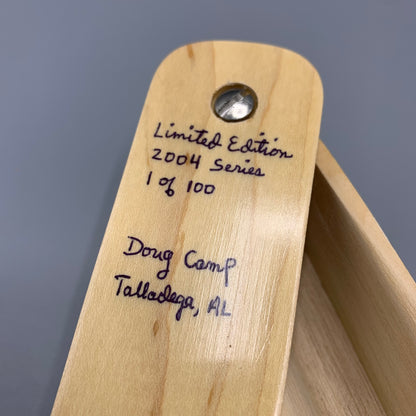 Limited Edition
2004 Series
1 of 100
Doug Camp
Talladega, AL